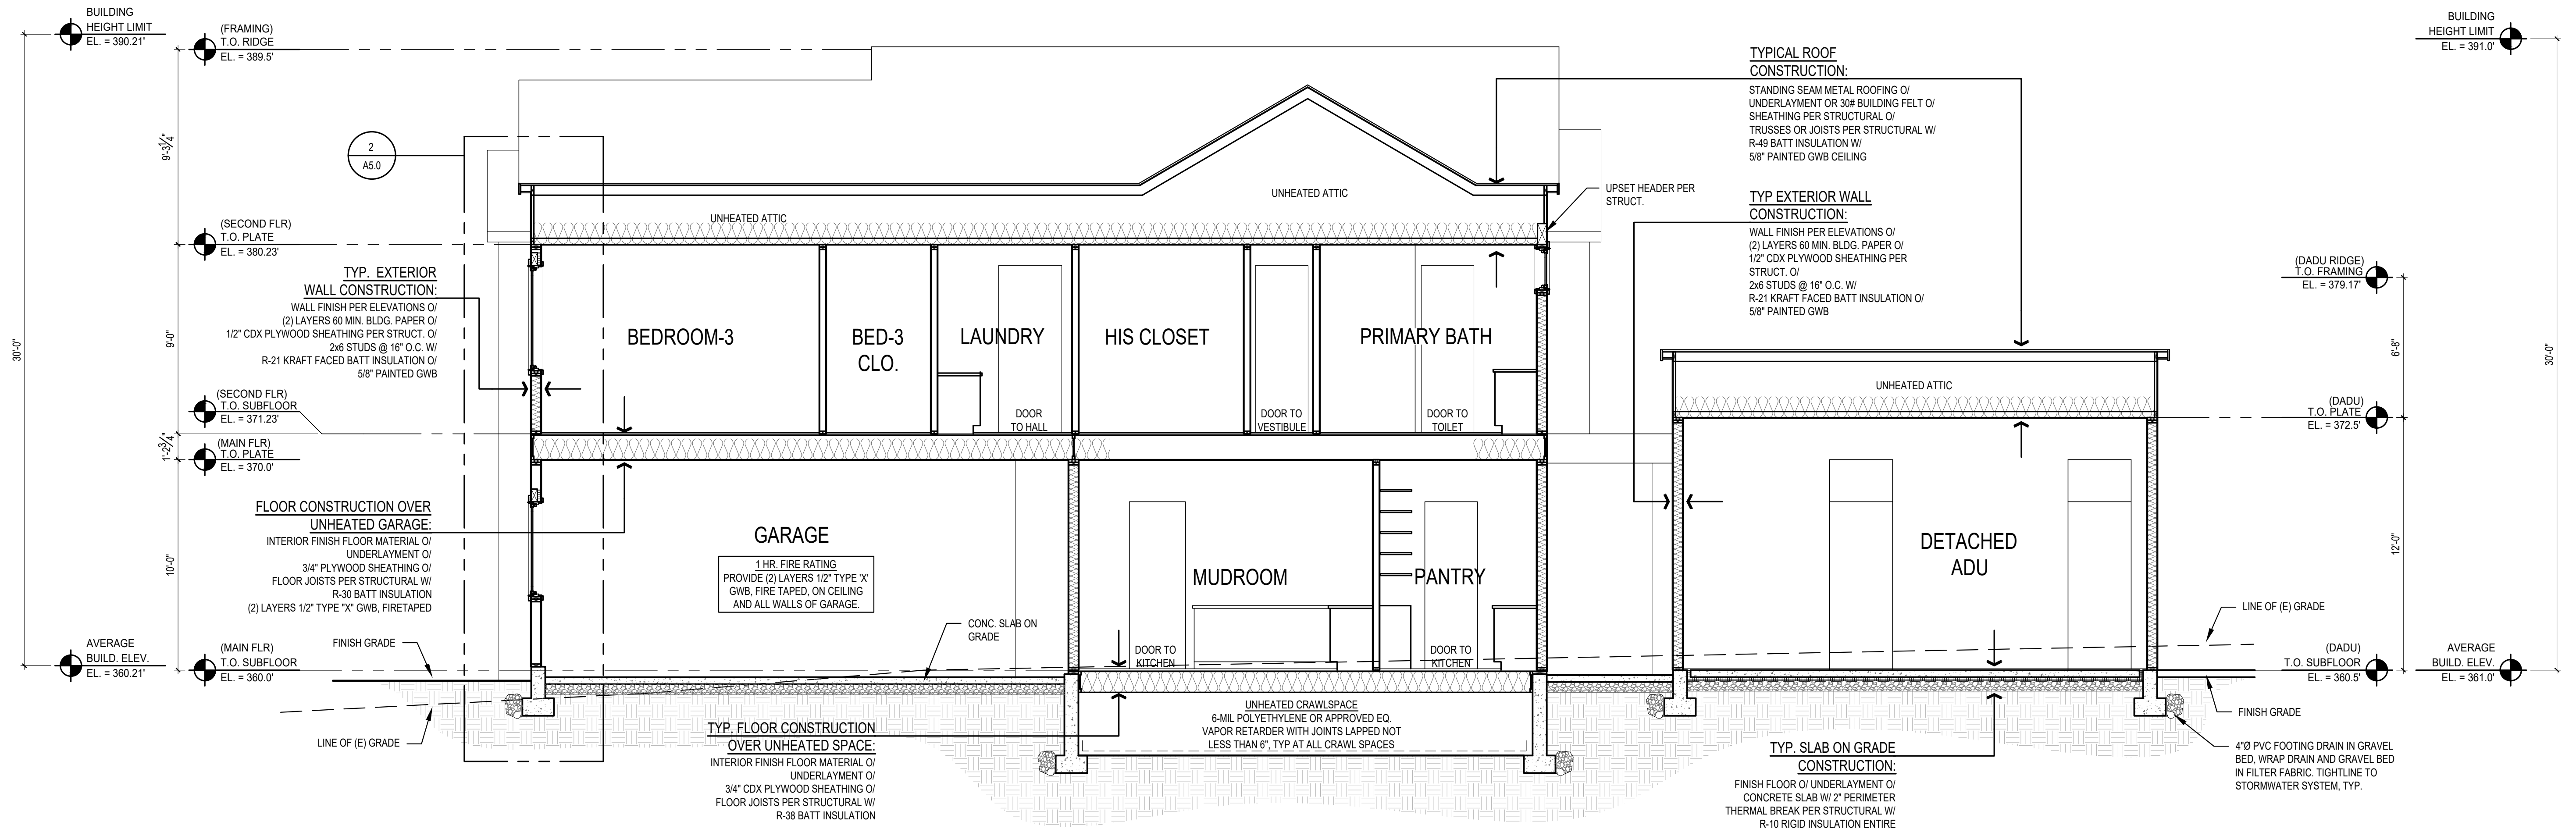 BUILDING
HEIGHT LIMIT
EL. = 390.21'
(FRAMING)
T.O. RIDGE
EL. = 389.5'
2
A5.0
9'-3 1/4"
(SECOND FLR)
T.O. PLATE
EL. = 380.23'
TYP. EXTERIOR
WALL CONSTRUCTION:
WALL FINISH PER ELEVATIONS O/
(2) LAYERS 60 MIN. BLDG. PAPER O/
1/2" CDX PLYWOOD SHEATHING PER STRUCT. O/
2x6 STUDS @ 16" O.C. W/
R-21 KRAFT FACED BATT INSULATION O/
5/8" PAINTED GWB
9'-0"
30'-0"
(SECOND FLR)
T.O. SUBFLOOR
EL. = 371.23'
1'-2 3/4"
(MAIN FLR)
T.O. PLATE
EL. = 370.0'
FLOOR CONSTRUCTION OVER
UNHEATED GARAGE:
INTERIOR FINISH FLOOR MATERIAL O/
UNDERLAYMENT O/
3/4" PLYWOOD SHEATHING O/
FLOOR JOISTS PER STRUCTURAL W/
R-30 BATT INSULATION
(2) LAYERS 1/2" TYPE "X" GWB, FIRETAPED
10'-0"
AVERAGE
BUILD. ELEV.
EL. = 360.21'
(MAIN FLR)
T.O. SUBFLOOR
EL. = 360.0'
FINISH GRADE
LINE OF (E) GRADE
UNHEATED ATTIC
UNHEATED ATTIC
BEDROOM-3
BED-3
CLO.
LAUNDRY
DOOR
TO HALL
HIS CLOSET
DOOR TO
VESTIBULE
PRIMARY BATH
DOOR TO
TOILET
GARAGE
1 HR. FIRE RATING
PROVIDE (2) LAYERS 1/2" TYPE 'X'
GWB, FIRE TAPED, ON CEILING
AND ALL WALLS OF GARAGE.
CONC. SLAB ON
GRADE
MUDROOM
DOOR TO
KITCHEN
PANTRY
DOOR TO
KITCHEN
TYP. FLOOR CONSTRUCTION
OVER UNHEATED SPACE:
INTERIOR FINISH FLOOR MATERIAL O/
UNDERLAYMENT O/
3/4" CDX PLYWOOD SHEATHING O/
FLOOR JOISTS PER STRUCTURAL W/
R-38 BATT INSULATION
UNHEATED CRAWLSPACE
6-MIL POLYETHYLENE OR APPROVED EQ.
VAPOR RETARDER WITH JOINTS LAPPED NOT
LESS THAN 6", TYP AT ALL CRAWL SPACES
UPSET HEADER PER
STRUCT.
TYPICAL ROOF
CONSTRUCTION:
STANDING SEAM METAL ROOFING O/
UNDERLAYMENT OR 30# BUILDING FELT O/
SHEATHING PER STRUCTURAL O/
TRUSSES OR JOISTS PER STRUCTURAL W/
R-49 BATT INSULATION W/
5/8" PAINTED GWB CEILING
TYP EXTERIOR WALL
CONSTRUCTION:
WALL FINISH PER ELEVATIONS O/
(2) LAYERS 60 MIN. BLDG. PAPER O/
1/2" CDX PLYWOOD SHEATHING PER
STRUCT. O/
2x6 STUDS @ 16" O.C. W/
R-21 KRAFT FACED BATT INSULATION O/
5/8" PAINTED GWB
UNHEATED ATTIC
DETACHED
ADU
TYP. SLAB ON GRADE
CONSTRUCTION:
FINISH FLOOR O/ UNDERLAYMENT O/
CONCRETE SLAB W/ 2" PERIMETER
THERMAL BREAK PER STRUCTURAL W/
R-10 RIGID INSULATION ENTIRE
BUILDING
HEIGHT LIMIT
EL. = 391.0'
(DADU RIDGE)
T.O. FRAMING
EL. = 379.17'
6'-8"
30'-0"
(DADU)
T.O. PLATE
EL. = 372.5'
12'-0"
LINE OF (E) GRADE
(DADU)
T.O. SUBFLOOR
EL. = 360.5'
AVERAGE
BUILD. ELEV.
EL. = 361.0'
FINISH GRADE
4"Ø PVC FOOTING DRAIN IN GRAVEL
BED, WRAP DRAIN AND GRAVEL BED
IN FILTER FABRIC. TIGHTLINE TO
STORMWATER SYSTEM, TYP.